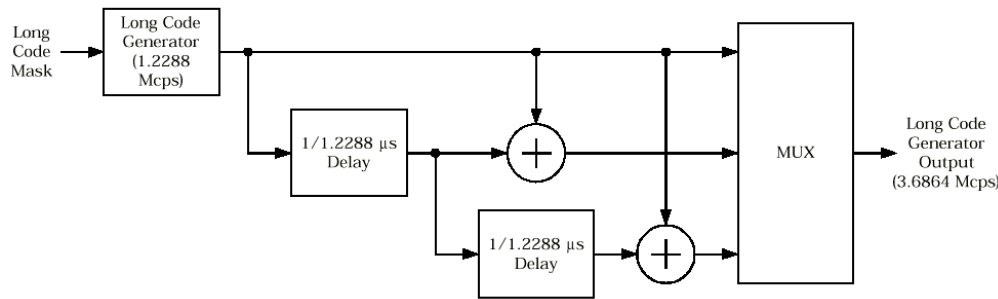 Long
Code
Mask
Long Code
Generator
(1.2288
Mcps)
1/1.2288 µs
Delay
1/1.2288 µs
Delay
MUX
Long Code
Generator
Output
(3.6864 Mcps)